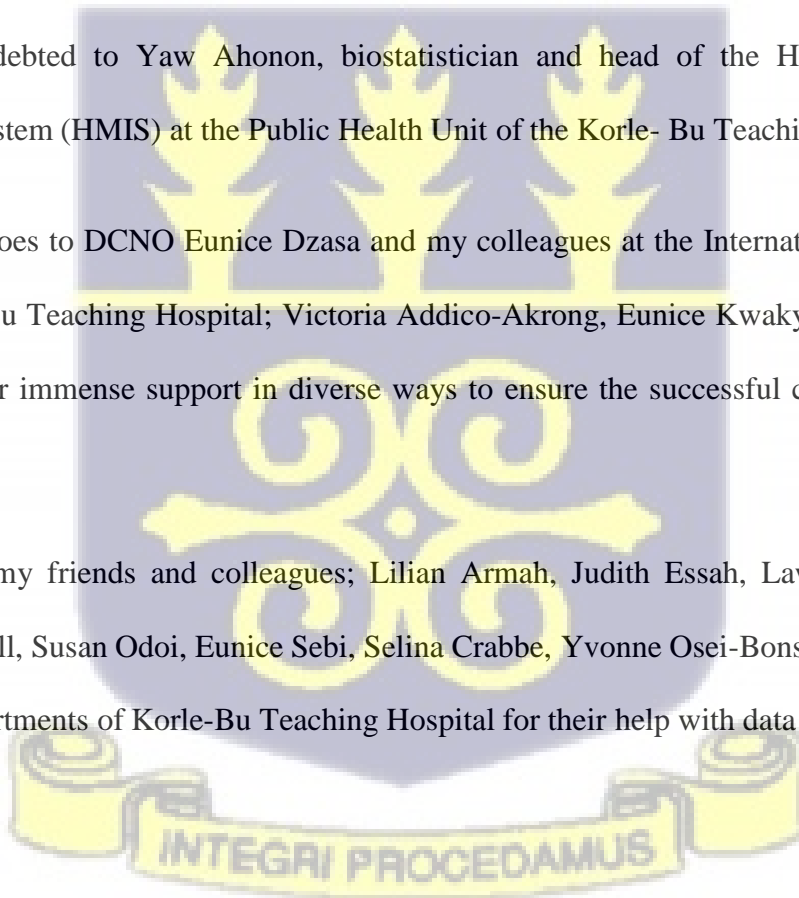 debted to Yaw Ahonon, biostatistician and head of the H
stem (HMIS) at the Public Health Unit of the Korle- Bu Teachi
oes to DCNO Eunice Dzasa and my colleagues at the Internat
u Teaching Hospital; Victoria Addico-Akrong, Eunice Kwaky
r immense support in diverse ways to ensure the successful c
my friends and colleagues; Lilian Armah, Judith Essah, Lav
ll, Susan Odoi, Eunice Sebi, Selina Crabbe, Yvonne Osei-Bons
rtments of Korle-Bu Teaching Hospital for their help with data
INTEGRI PROCEDAMUS